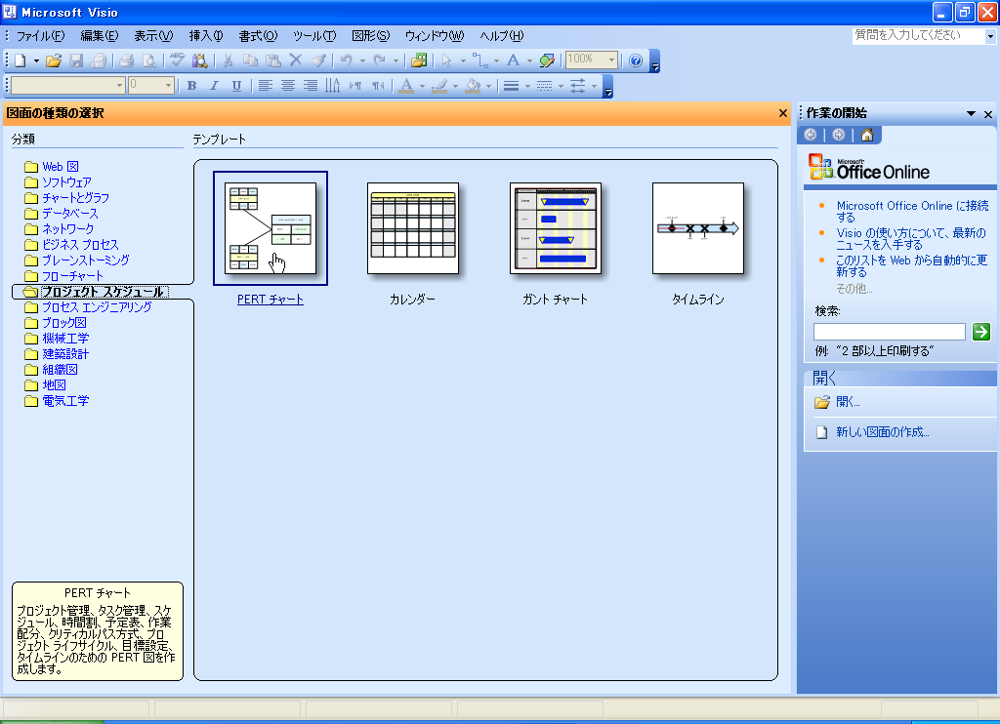 Microsoft Visio
ファイル(F) 編集(E) 表示(V) 挿入(I) 書式(O) ツール(T) 図形(S) ウィンドウ(W) ヘルプ(H)
質問を入力してください
100%
0
B I U
図面の種類の選択
分類
Web 図
ソフトウェア
チャートとグラフ
データベース
ネットワーク
ビジネス プロセス
ブレーンストーミング
フローチャート
プロジェクト スケジュール
プロセス エンジニアリング
ブロック図
機械工学
建築設計
組織図
地図
電気工学
テンプレート
PERT チャート
カレンダー
ガント チャート
タイムライン
PERT チャート
プロジェクト管理、タスク管理、スケ
ジュール、時間割、予定表、作業
配分、クリティカルパス方式、プロ
ジェクト ライフサイクル、目標設定、
タイムラインのための PERT 図を作
成します。
作業の開始
Microsoft
Office Online
Microsoft Office Online に接続
する
Visio の使い方について、最新の
ニュースを入手する
このリストを Web から自動的に更
新する
その他...
検索:
例: "2 部以上印刷する"
開く
開く...
新しい図面の作成...